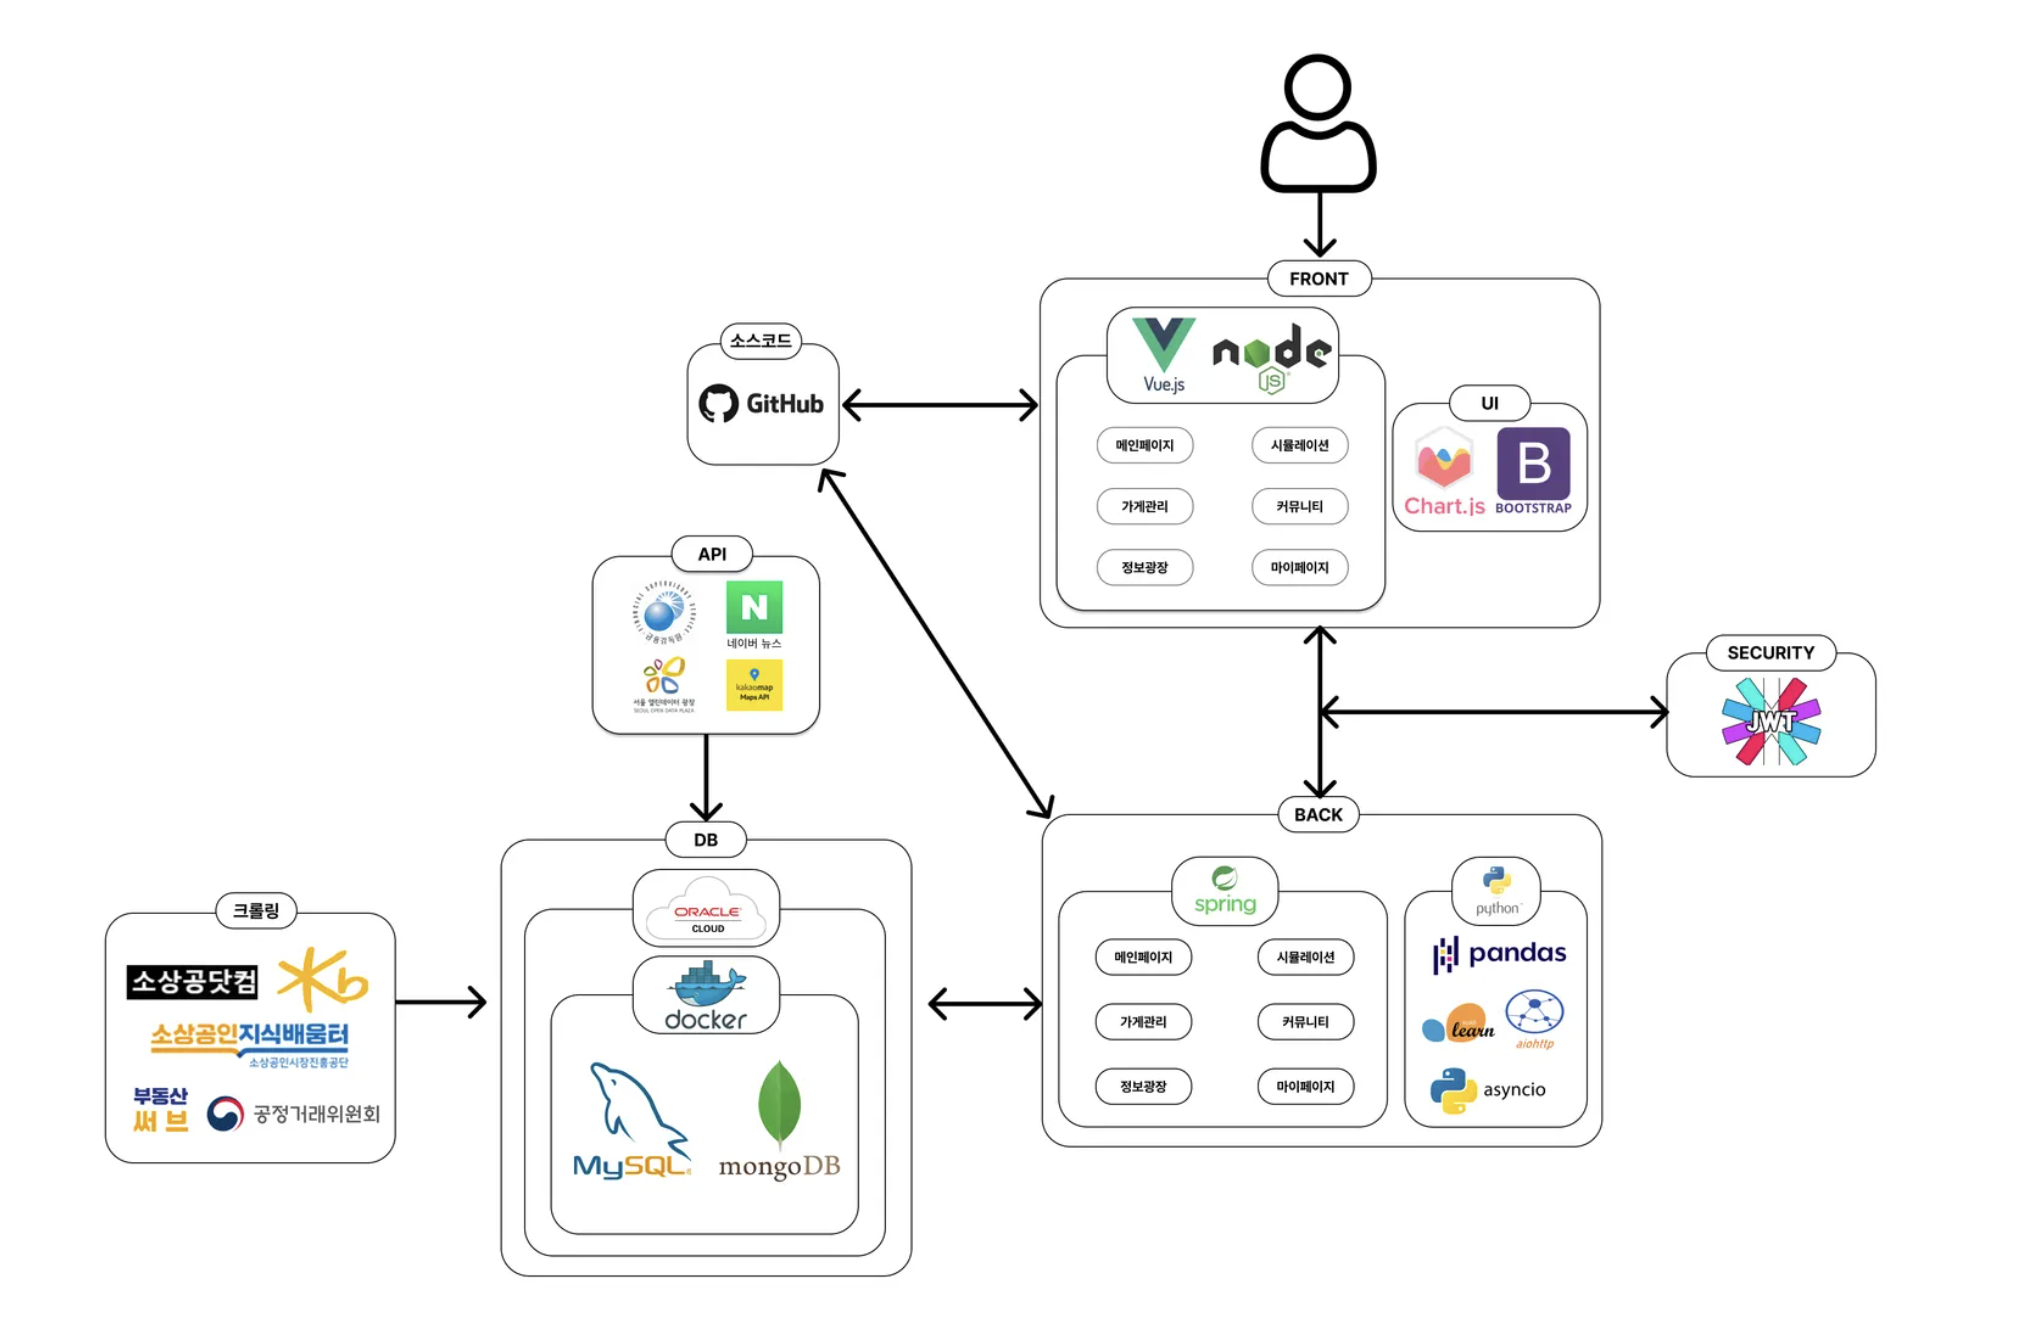 FRONT
Vue.js
node
JS
메인페이지
시뮬레이션
가게관리
커뮤니티
정보광장
마이페이지
UI
Chart.js
B
BOOTSTRAP
소스코드
GitHub
API
금융감독원
N
네이버 뉴스
서울 열린데이터 광장
SEOUL OPEN DATA PLAZA
kakaomap
Maps API
SECURITY
JWT
DB
ORACLE
CLOUD
docker
MySQL
mongoDB
크롤링
소상공닷컴
Kb
소상공인지식배움터
소상공인시장진흥공단
부동산
써브
공정거래위원회
BACK
spring
메인페이지
시뮬레이션
가게관리
커뮤니티
정보광장
마이페이지
python
pandas
learn
aiohttp
asyncio